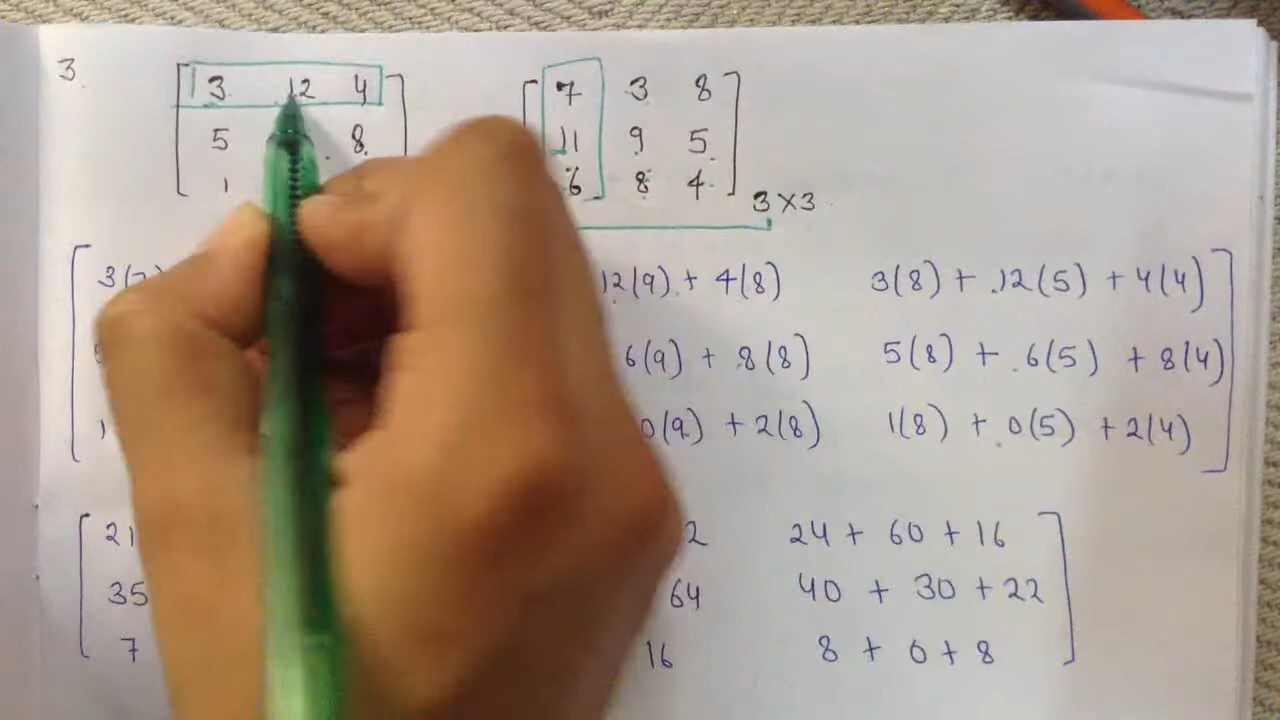 3.
3 12 4 7 3 8
5 8 11 9 5
1 6 8 4
3×3
3(7) 12(9) + 4(8) 3(8) + 12(5) + 4(4)
6(9) + 8(8) 5(8) + 6(5) + 8(4)
0(9) + 2(8) 1(8) + 0(5) + 2(4)
21 2 24 + 60 + 16
35 64 40 + 30 + 22
7 16 8 + 0 + 8